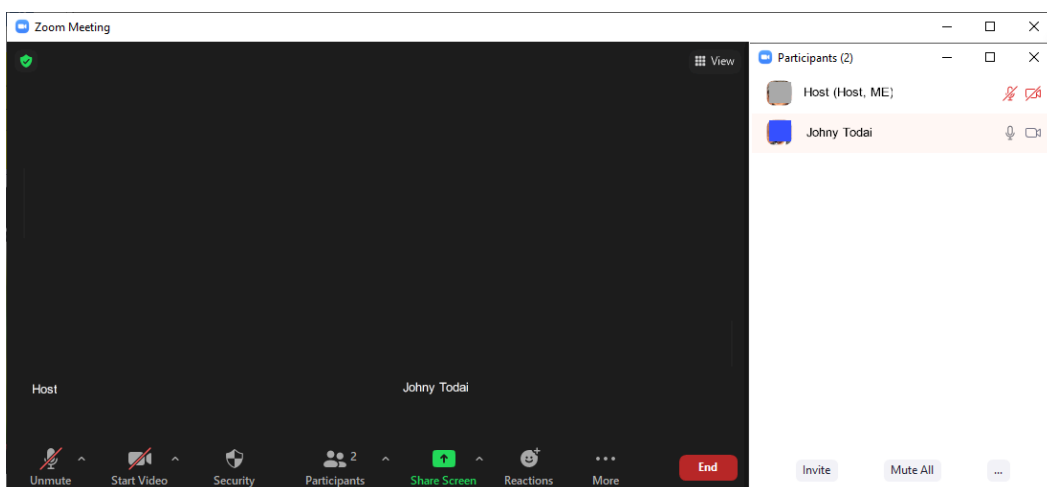 Zoom Meeting
View
Participants (2)
Host (Host, ME)
Johny Todai
Host
Johny Todai
Unmute
Start Video
Security
Participants
2
Share Screen
Reactions
More
End
Invite
Mute All
...